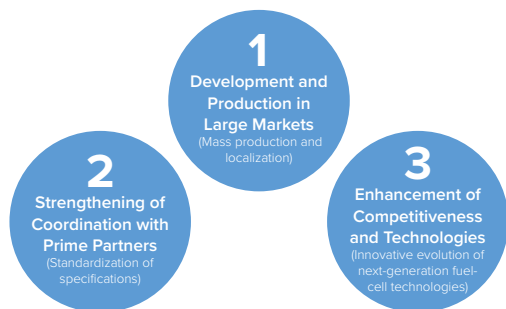 1
Development and
Production in
Large Markets
(Mass production and
localization)
2
Strengthening of
Coordination with
Prime Partners
(Standardization of
specifications)
3
Enhancement of
Competitiveness
and Technologies
(Innovative evolution of
next-generation fuel-
cell technologies)